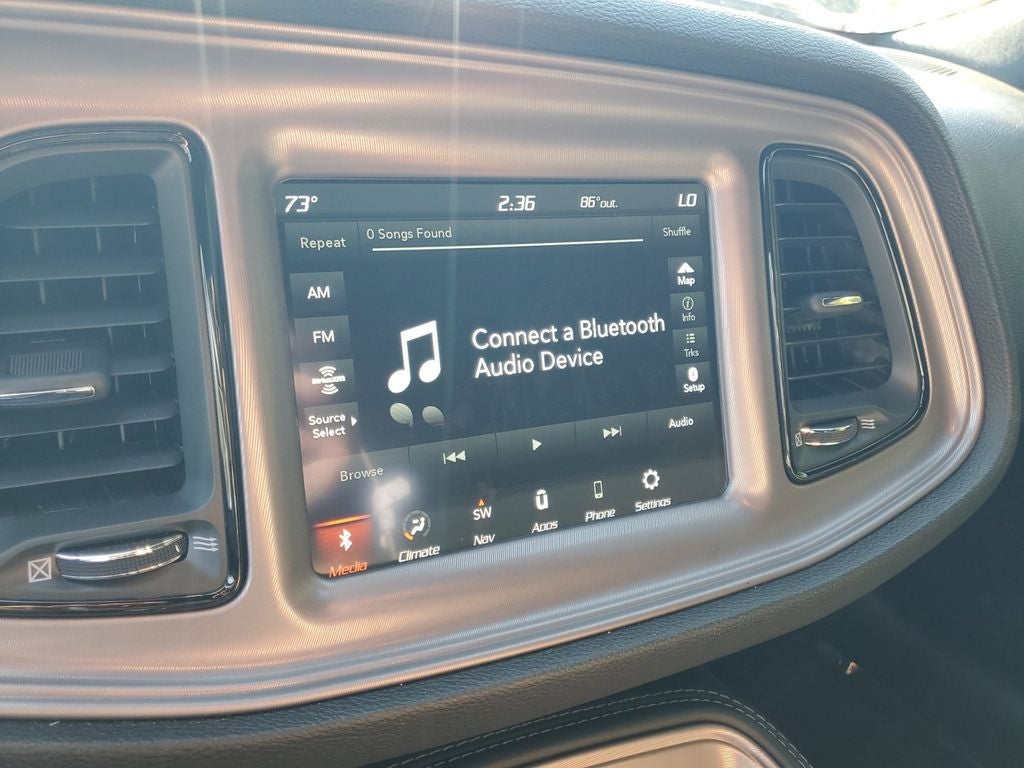 73° 2:36 86°out. LO
Repeat 0 Songs Found Shuffle
AM
FM
SiriusXM
Source
Select
Connect a Bluetooth
Audio Device
Map
Info
Trks
Setup
Browse Audio
Media Climate SW
Nav Apps Phone Settings